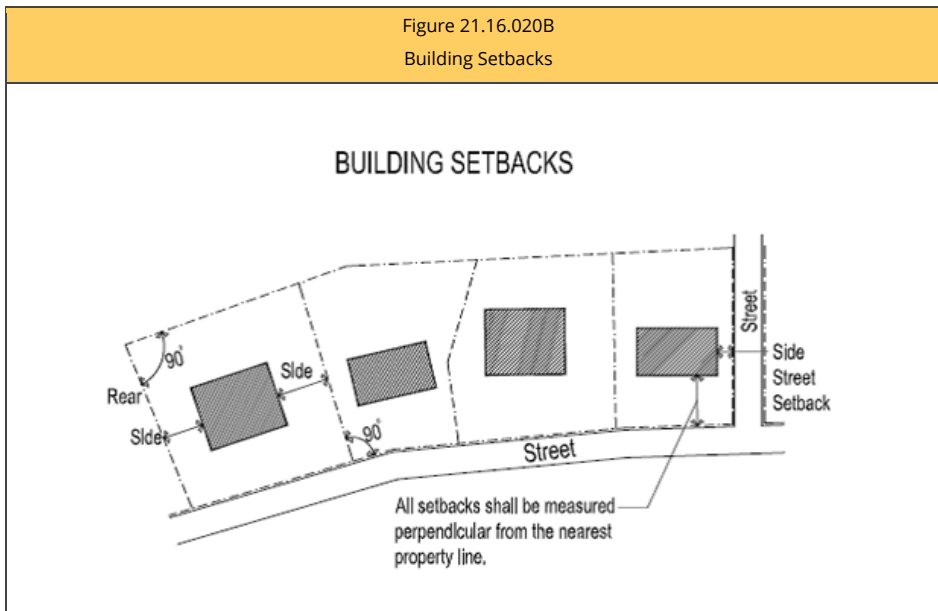 Figure 21.16.020B
Building Setbacks
BUILDING SETBACKS
90°
Rear
Side
Side
90°
Street
Street
Side
Street
Setback
All setbacks shall be measured
perpendicular from the nearest
property line.